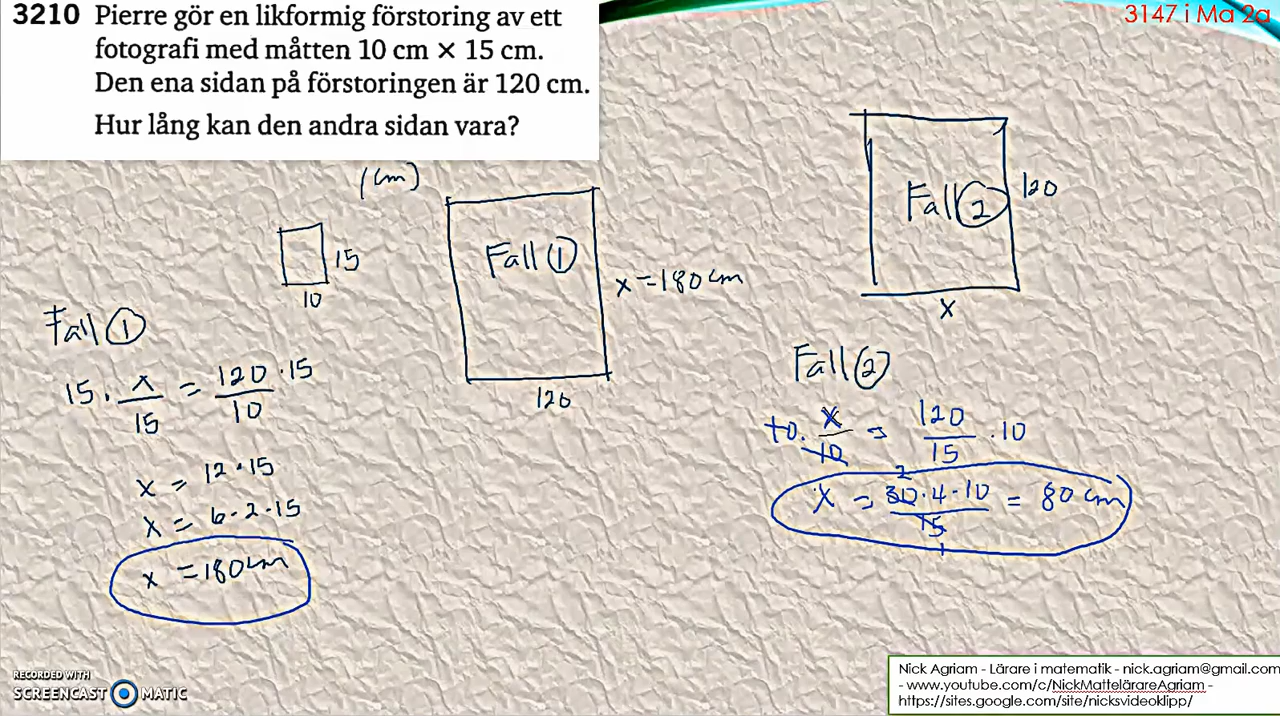 3147 i Ma 2a
3210 Pierre gör en likformig förstoring av ett
fotografi med måtten 10 cm × 15 cm.
Den ena sidan på förstoringen är 120 cm.
Hur lång kan den andra sidan vara?
(cm)
15
10
Fall 1
x = 180 cm
120
Fall 2
120
x
Fall 1
15 · x/15 = 120/10 · 15
x = 12 · 15
x = 6 · 2 · 15
x = 180 cm
Fall 2
10 · x/10 = 120/15 · 10
2
x = 30 · 4 · 10/15 = 80 cm
1
RECORDED WITH
SCREENCAST MATIC
Nick Agriam - Lärare i matematik - nick.agriam@gmail.com
- www.youtube.com/c/NickMattelärareAgriam -
https://sites.google.com/site/nicksvideoklipp/